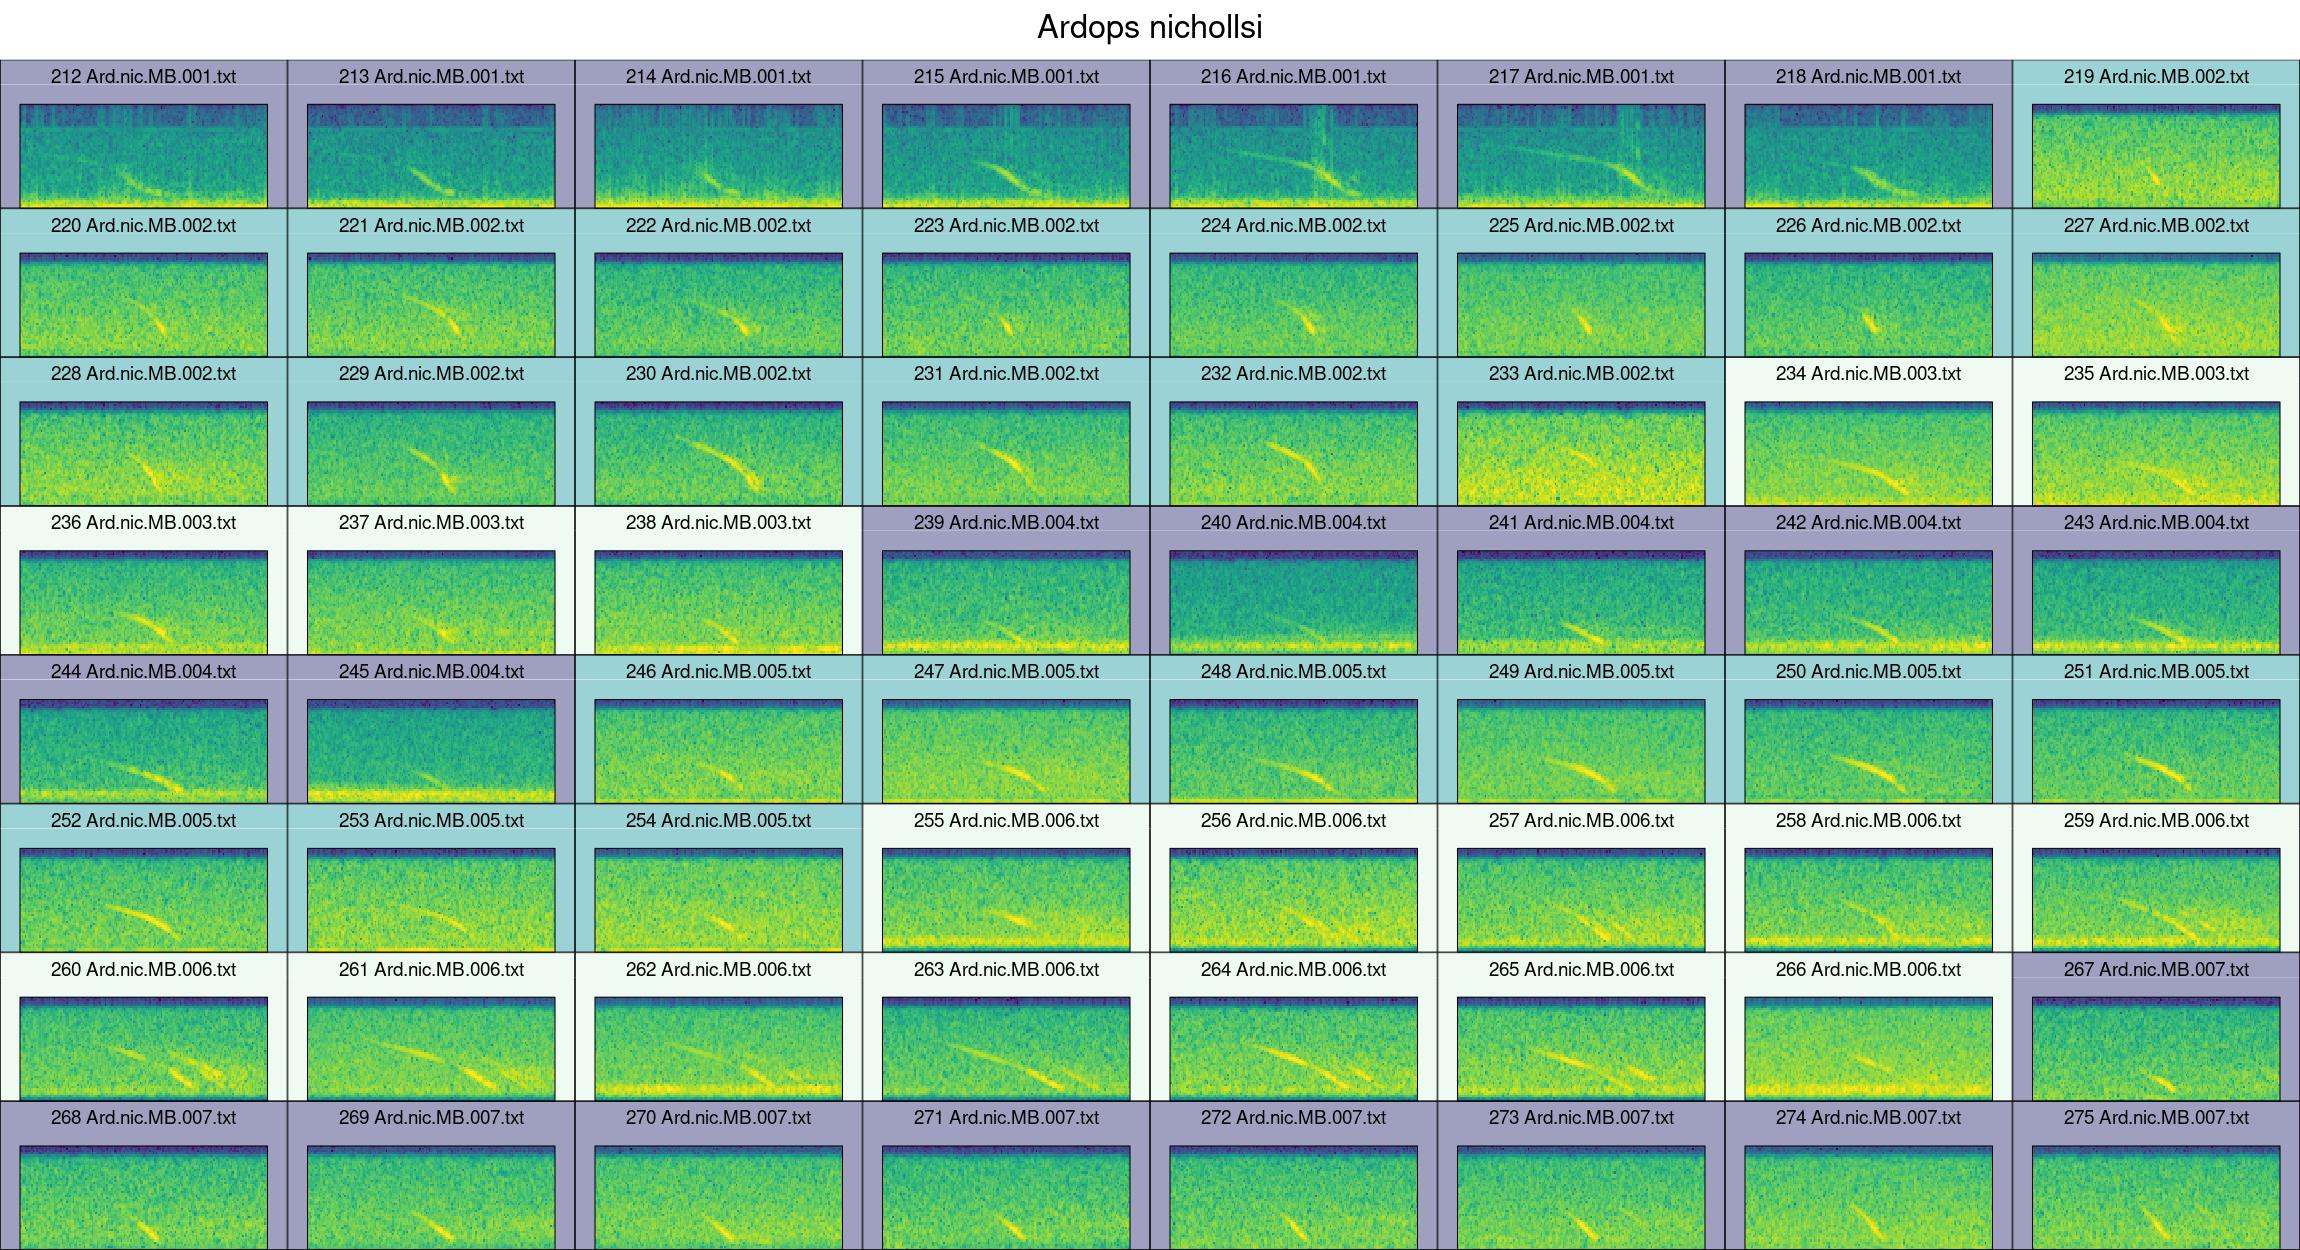 Ardops nichollsi
212 Ard.nic.MB.001.txt 213 Ard.nic.MB.001.txt 214 Ard.nic.MB.001.txt 215 Ard.nic.MB.001.txt 216 Ard.nic.MB.001.txt 217 Ard.nic.MB.001.txt 218 Ard.nic.MB.001.txt 219 Ard.nic.MB.002.txt
220 Ard.nic.MB.002.txt 221 Ard.nic.MB.002.txt 222 Ard.nic.MB.002.txt 223 Ard.nic.MB.002.txt 224 Ard.nic.MB.002.txt 225 Ard.nic.MB.002.txt 226 Ard.nic.MB.002.txt 227 Ard.nic.MB.002.txt
228 Ard.nic.MB.002.txt 229 Ard.nic.MB.002.txt 230 Ard.nic.MB.002.txt 231 Ard.nic.MB.002.txt 232 Ard.nic.MB.002.txt 233 Ard.nic.MB.002.txt 234 Ard.nic.MB.003.txt 235 Ard.nic.MB.003.txt
236 Ard.nic.MB.003.txt 237 Ard.nic.MB.003.txt 238 Ard.nic.MB.003.txt 239 Ard.nic.MB.004.txt 240 Ard.nic.MB.004.txt 241 Ard.nic.MB.004.txt 242 Ard.nic.MB.004.txt 243 Ard.nic.MB.004.txt
244 Ard.nic.MB.004.txt 245 Ard.nic.MB.004.txt 246 Ard.nic.MB.005.txt 247 Ard.nic.MB.005.txt 248 Ard.nic.MB.005.txt 249 Ard.nic.MB.005.txt 250 Ard.nic.MB.005.txt 251 Ard.nic.MB.005.txt
252 Ard.nic.MB.005.txt 253 Ard.nic.MB.005.txt 254 Ard.nic.MB.005.txt 255 Ard.nic.MB.006.txt 256 Ard.nic.MB.006.txt 257 Ard.nic.MB.006.txt 258 Ard.nic.MB.006.txt 259 Ard.nic.MB.006.txt
260 Ard.nic.MB.006.txt 261 Ard.nic.MB.006.txt 262 Ard.nic.MB.006.txt 263 Ard.nic.MB.006.txt 264 Ard.nic.MB.006.txt 265 Ard.nic.MB.006.txt 266 Ard.nic.MB.006.txt 267 Ard.nic.MB.007.txt
268 Ard.nic.MB.007.txt 269 Ard.nic.MB.007.txt 270 Ard.nic.MB.007.txt 271 Ard.nic.MB.007.txt 272 Ard.nic.MB.007.txt 273 Ard.nic.MB.007.txt 274 Ard.nic.MB.007.txt 275 Ard.nic.MB.007.txt